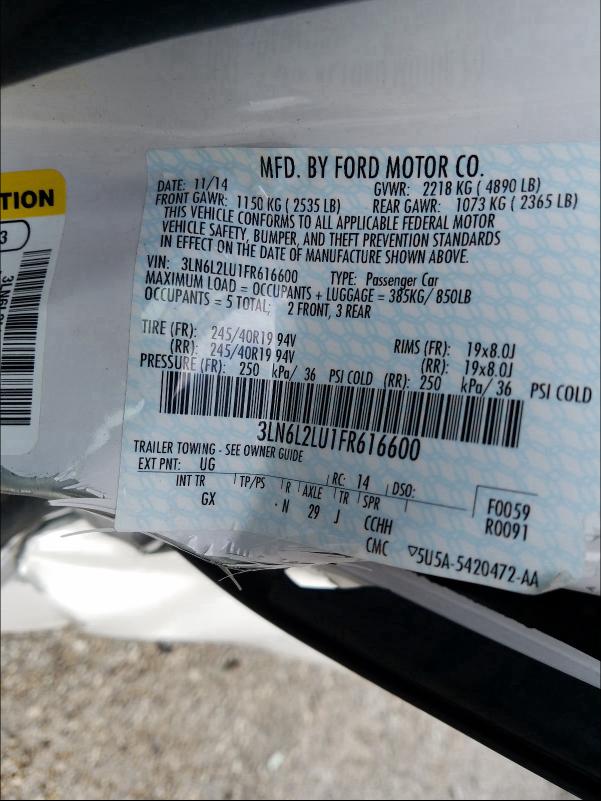 TION
3
MFD. BY FORD MOTOR CO.
DATE: 11/14 GVWR: 2218 KG ( 4890 LB)
FRONT GAWR: 1150 KG ( 2535 LB) REAR GAWR: 1073 KG ( 2365 LB)
THIS VEHICLE CONFORMS TO ALL APPLICABLE FEDERAL MOTOR
VEHICLE SAFETY, BUMPER, AND THEFT PREVENTION STANDARDS
IN EFFECT ON THE DATE OF MANUFACTURE SHOWN ABOVE.
VIN: 3LN6L2LU1FR616600 TYPE: Passenger Car
MAXIMUM LOAD = OCCUPANTS + LUGGAGE = 385KG/ 850LB
OCCUPANTS = 5 TOTAL; 2 FRONT, 3 REAR
TIRE (FR): 245/40R19 94V RIMS (FR): 19x8.0J
(RR): 245/40R19 94V (RR): 19x8.0J
PRESSURE (FR): 250 kPa/ 36 PSI COLD (RR): 250 kPa/ 36 PSI COLD
3LN6L2LU1FR616600
TRAILER TOWING - SEE OWNER GUIDE
EXT PNT: UG RC: 14 DSO:
INT TR TP/PS R AXLE TR SPR F0059
GX N 29 J CCHH R0091
CMC ▽5U5A-5420472-AA